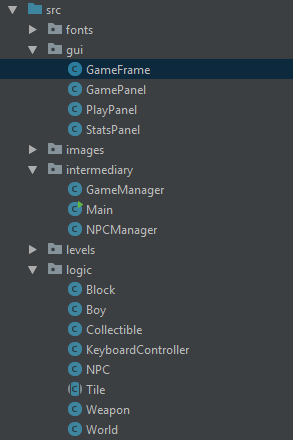 src
fonts
gui
GameFrame
GamePanel
PlayPanel
StatsPanel
images
intermediary
GameManager
Main
NPCManager
levels
logic
Block
Boy
Collectible
KeyboardController
NPC
Tile
Weapon
World